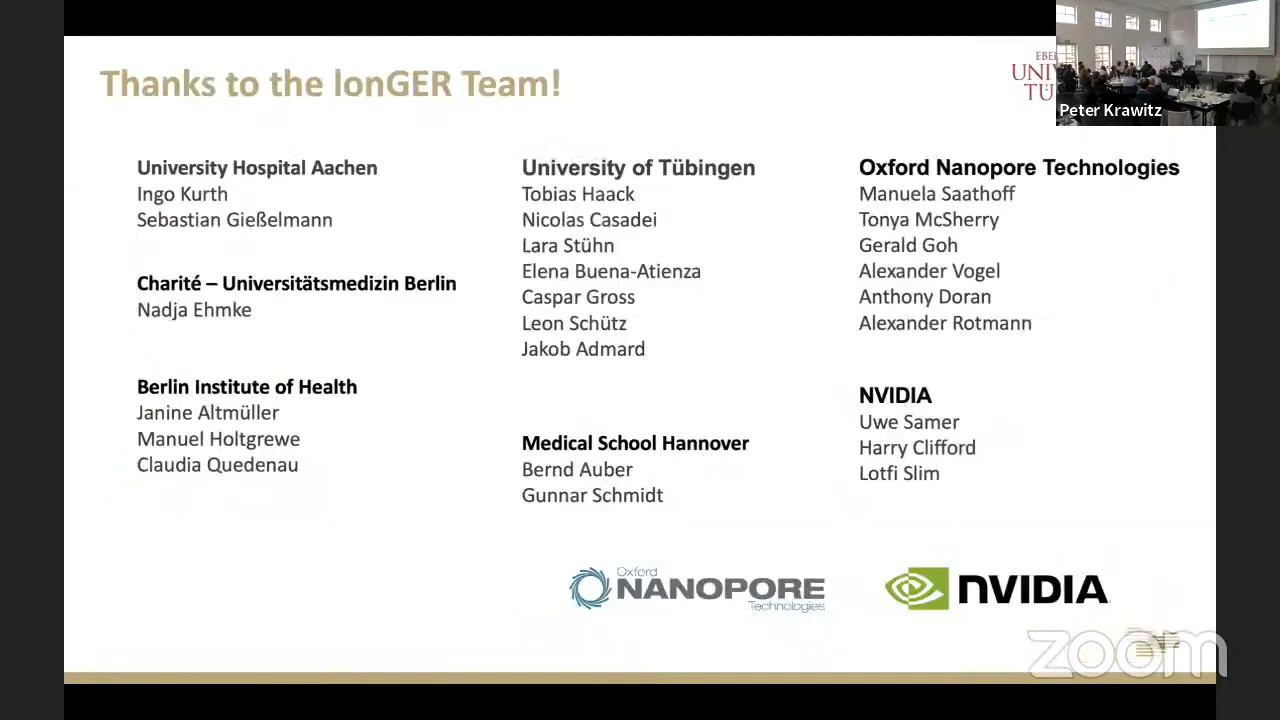 Thanks to the lonGER Team!
Peter Krawitz
University Hospital Aachen
Ingo Kurth
Sebastian Gießelmann
Charité – Universitätsmedizin Berlin
Nadja Ehmke
Berlin Institute of Health
Janine Altmüller
Manuel Holtgrewe
Claudia Quedenau
University of Tübingen
Tobias Haack
Nicolas Casadei
Lara Stühn
Elena Buena-Atienza
Caspar Gross
Leon Schütz
Jakob Admard
Medical School Hannover
Bernd Auber
Gunnar Schmidt
Oxford Nanopore Technologies
Manuela Saathoff
Tonya McSherry
Gerald Goh
Alexander Vogel
Anthony Doran
Alexander Rotmann
NVIDIA
Uwe Samer
Harry Clifford
Lotfi Slim
Oxford
NANOPORE
Technologies
NVIDIA
zoom